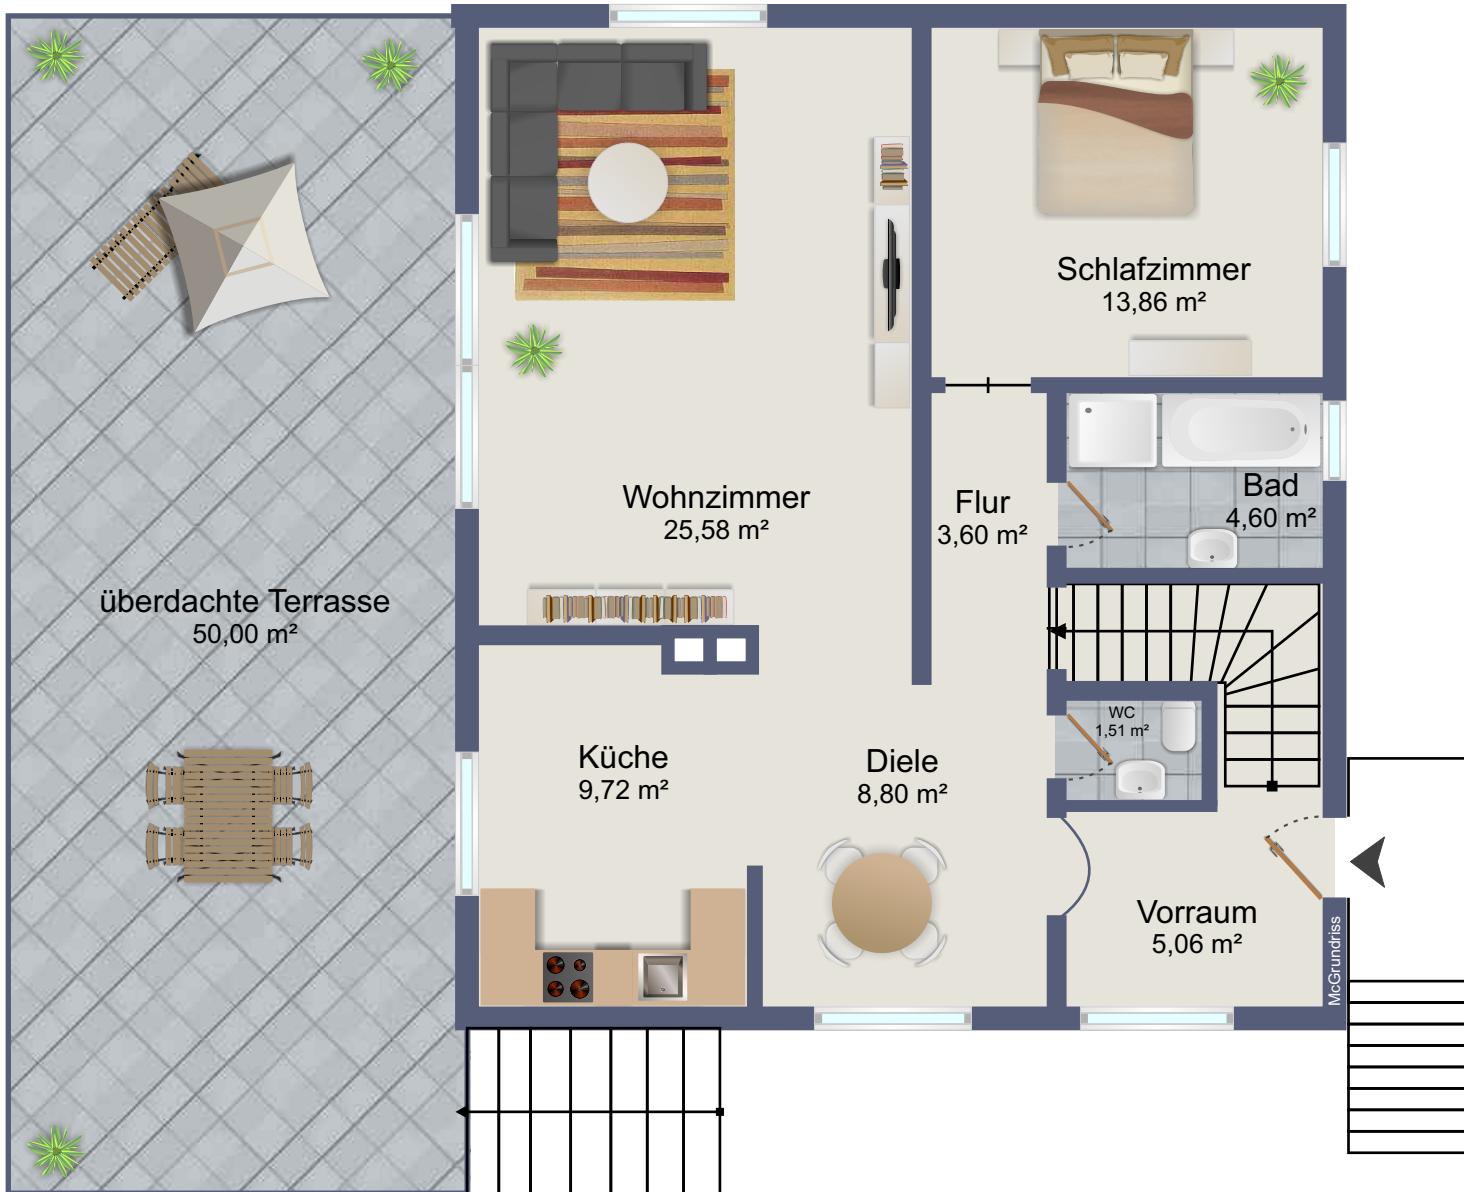 Schlafzimmer
13,86 m²
Wohnzimmer
25,58 m²
Flur
3,60 m²
Bad
4,60 m²
überdachte Terrasse
50,00 m²
WC
1,51 m²
Küche
9,72 m²
Diele
8,80 m²
Vorraum
5,06 m²
McGrundriss